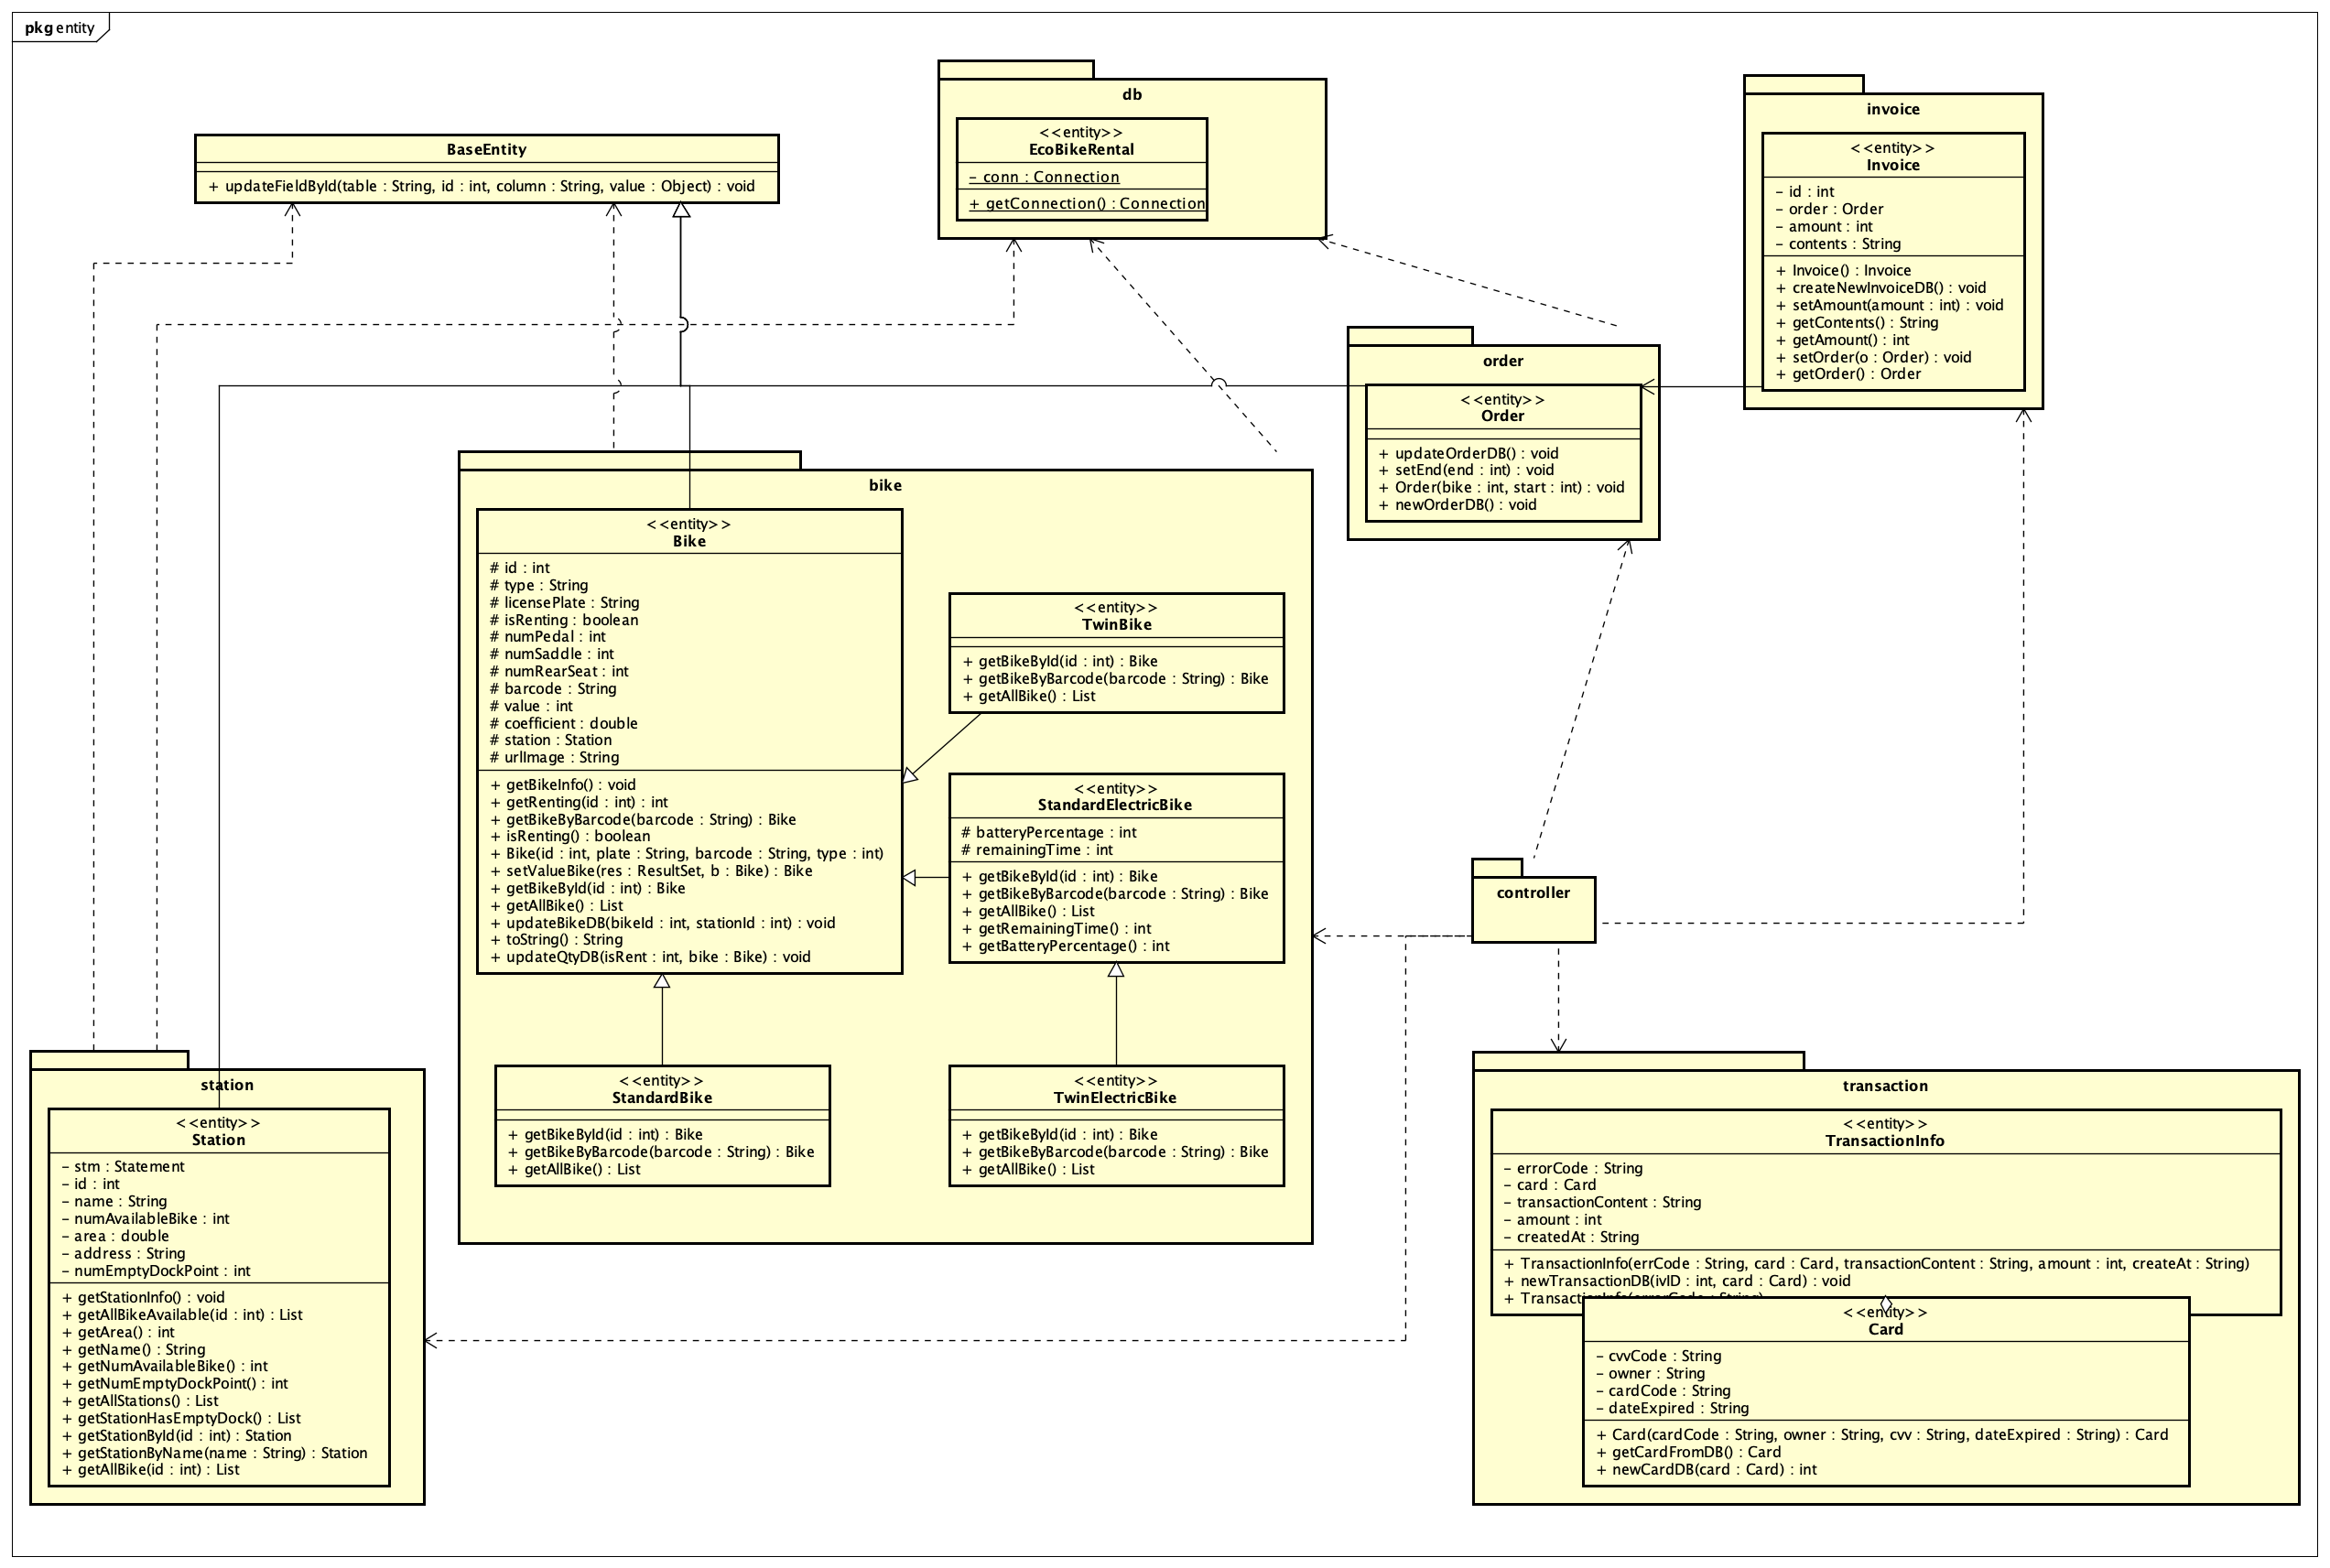 pkg entity
BaseEntity
+ updateFieldById(table : String, id : int, column : String, value : Object) : void
db
<<entity>>
EcoBikeRental
- conn : Connection
+ getConnection() : Connection
invoice
<<entity>>
Invoice
- id : int
- order : Order
- amount : int
- contents : String
+ Invoice() : Invoice
+ createNewInvoiceDB() : void
+ setAmount(amount : int) : void
+ getContents() : String
+ getAmount() : int
+ setOrder(o : Order) : void
+ getOrder() : Order
order
<<entity>>
Order
+ updateOrderDB() : void
+ setEnd(end : int) : void
+ Order(bike : int, start : int) : void
+ newOrderDB() : void
bike
<<entity>>
Bike
# id : int
# type : String
# licensePlate : String
# isRenting : boolean
# numPedal : int
# numSaddle : int
# numRearSeat : int
# barcode : String
# value : int
# coefficient : double
# station : Station
# urlImage : String
+ getBikeInfo() : void
+ getRenting(id : int) : int
+ getBikeByBarcode(barcode : String) : Bike
+ isRenting() : boolean
+ Bike(id : int, plate : String, barcode : String, type : int)
+ setValueBike(res : ResultSet, b : Bike) : Bike
+ getBikeById(id : int) : Bike
+ getAllBike() : List
+ updateBikeDB(bikeId : int, stationId : int) : void
+ toString() : String
+ updateQtyDB(isRent : int, bike : Bike) : void
<<entity>>
TwinBike
+ getBikeById(id : int) : Bike
+ getBikeByBarcode(barcode : String) : Bike
+ getAllBike() : List
<<entity>>
StandardElectricBike
# batteryPercentage : int
# remainingTime : int
+ getBikeById(id : int) : Bike
+ getBikeByBarcode(barcode : String) : Bike
+ getAllBike() : List
+ getRemainingTime() : int
+ getBatteryPercentage() : int
<<entity>>
StandardBike
+ getBikeById(id : int) : Bike
+ getBikeByBarcode(barcode : String) : Bike
+ getAllBike() : List
<<entity>>
TwinElectricBike
+ getBikeById(id : int) : Bike
+ getBikeByBarcode(barcode : String) : Bike
+ getAllBike() : List
controller
station
<<entity>>
Station
- stm : Statement
- id : int
- name : String
- numAvailableBike : int
- area : double
- address : String
- numEmptyDockPoint : int
+ getStationInfo() : void
+ getAllBikeAvailable(id : int) : List
+ getArea() : int
+ getName() : String
+ getNumAvailableBike() : int
+ getNumEmptyDockPoint() : int
+ getAllStations() : List
+ getStationHasEmptyDock() : List
+ getStationById(id : int) : Station
+ getStationByName(name : String) : Station
+ getAllBike(id : int) : List
transaction
<<entity>>
TransactionInfo
- errorCode : String
- card : Card
- transactionContent : String
- amount : int
- createdAt : String
+ TransactionInfo(errCode : String, card : Card, transactionContent : String, amount : int, createAt : String)
+ newTransactionDB(ivID : int, card : Card) : void
+ TransactionInfo(errorCode : String)
<<entity>>
Card
- cvvCode : String
- owner : String
- cardCode : String
- dateExpired : String
+ Card(cardCode : String, owner : String, cvv : String, dateExpired : String) : Card
+ getCardFromDB() : Card
+ newCardDB(card : Card) : int